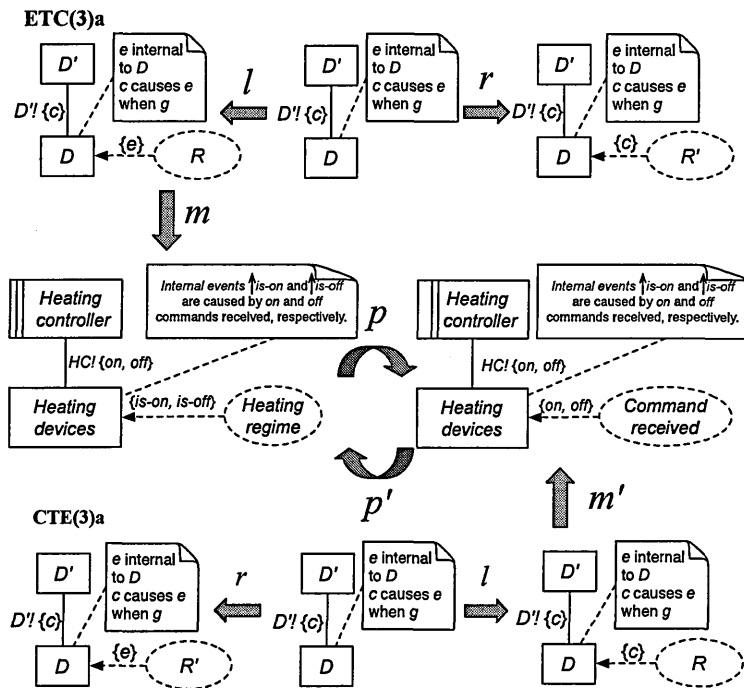 ETC(3)a
D'
e internal
to D
c causes e
when g
D'! {c}
D
{e}
R
l
D'
e internal
to D
c causes e
when g
D'! {c}
D
r
D'
e internal
to D
c causes e
when g
D'! {c}
D
{c}
R'
m
Heating
controller
Internal events ↑is-on and ↑is-off
are caused by on and off
commands received, respectively.
HC! {on, off}
Heating
devices
{is-on, is-off}
Heating
regime
p
Heating
controller
Internal events ↑is-on and ↑is-off
are caused by on and off
commands received, respectively.
HC! {on, off}
Heating
devices
{on, off}
Command
received
p'
m'
CTE(3)a
D'
e internal
to D
c causes e
when g
D'! {c}
D
{e}
R'
r
D'
e internal
to D
c causes e
when g
D'! {c}
D
l
D'
e internal
to D
c causes e
when g
D'! {c}
D
{c}
R